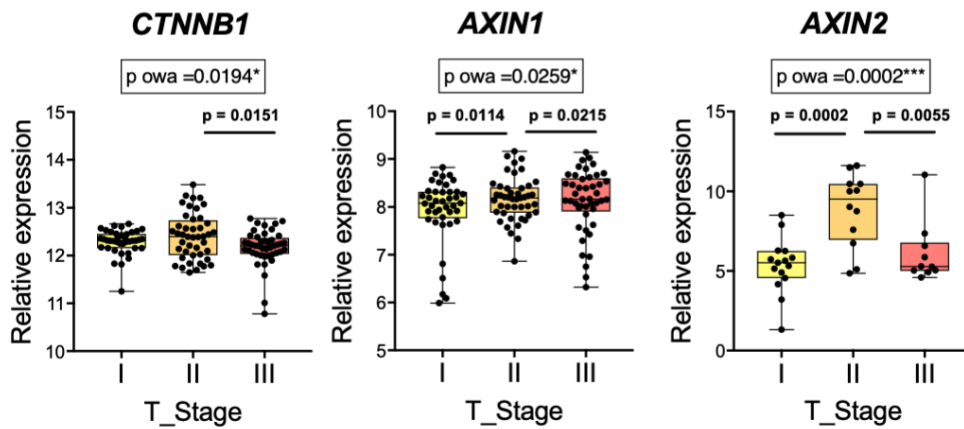 CTNNB1
p owa =0.0194*
p = 0.0151
Relative expression
15
14
13
12
11
10
I II III
T_Stage
AXIN1
p owa =0.0259*
p = 0.0114 p = 0.0215
Relative expression
10
9
8
7
6
5
I II III
T_Stage
AXIN2
p owa =0.0002***
p = 0.0002 p = 0.0055
Relative expression
15
10
5
0
I II III
T_Stage